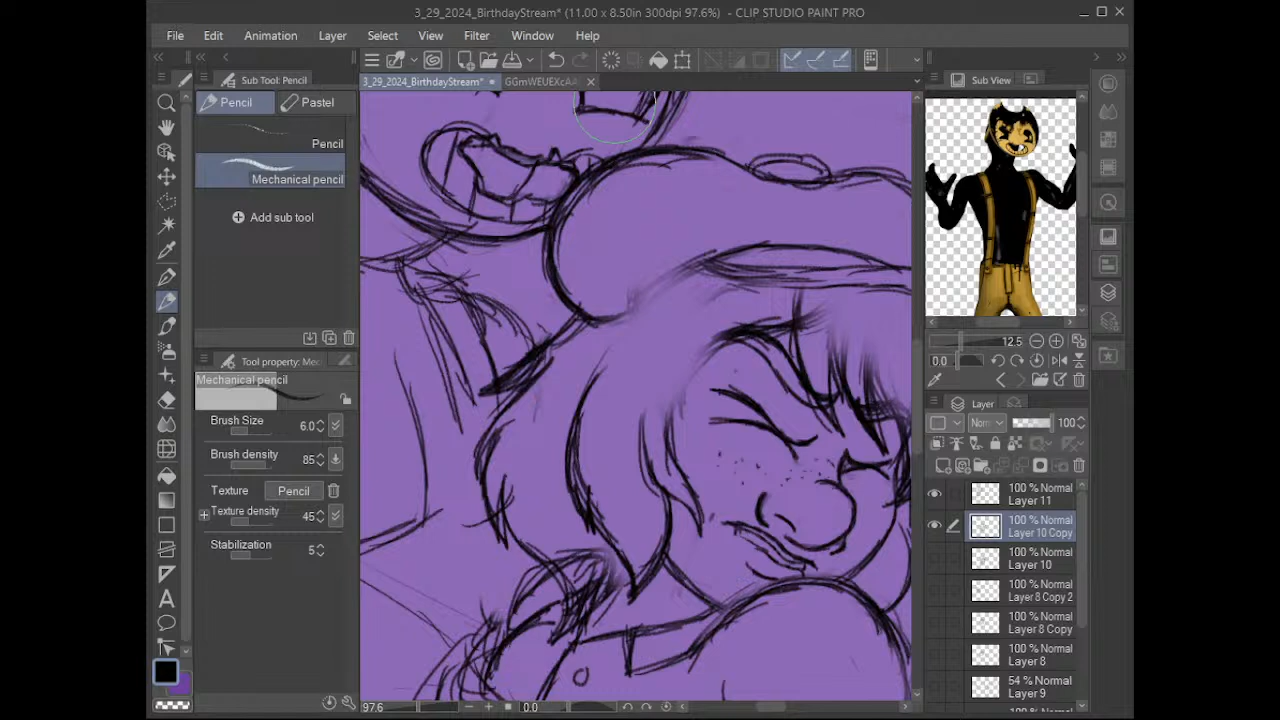 3_29_2024_BirthdayStream* (11.00 x 8.50in 300dpi 97.6%) - CLIP STUDIO PAINT PRO
File Edit Animation Layer Select View Filter Window Help
Sub Tool: Pencil
3_29_2024_BirthdayStream*
GGmWEUEXcAA
Sub View
Pencil
Pastel
Pencil
Mechanical pencil
Add sub tool
Tool property: Mec
Mechanical pencil
Brush Size 6.0
Brush density 85
Texture Pencil
Texture density 45
Stabilization 5
12.5
0.0
Layer
Norm 100
100 % Normal
Layer 11
100 % Normal
Layer 10 Copy
100 % Normal
Layer 10
100 % Normal
Layer 8 Copy 2
100 % Normal
Layer 8 Copy
100 % Normal
Layer 8
54 % Normal
Layer 9
97.6 0.0